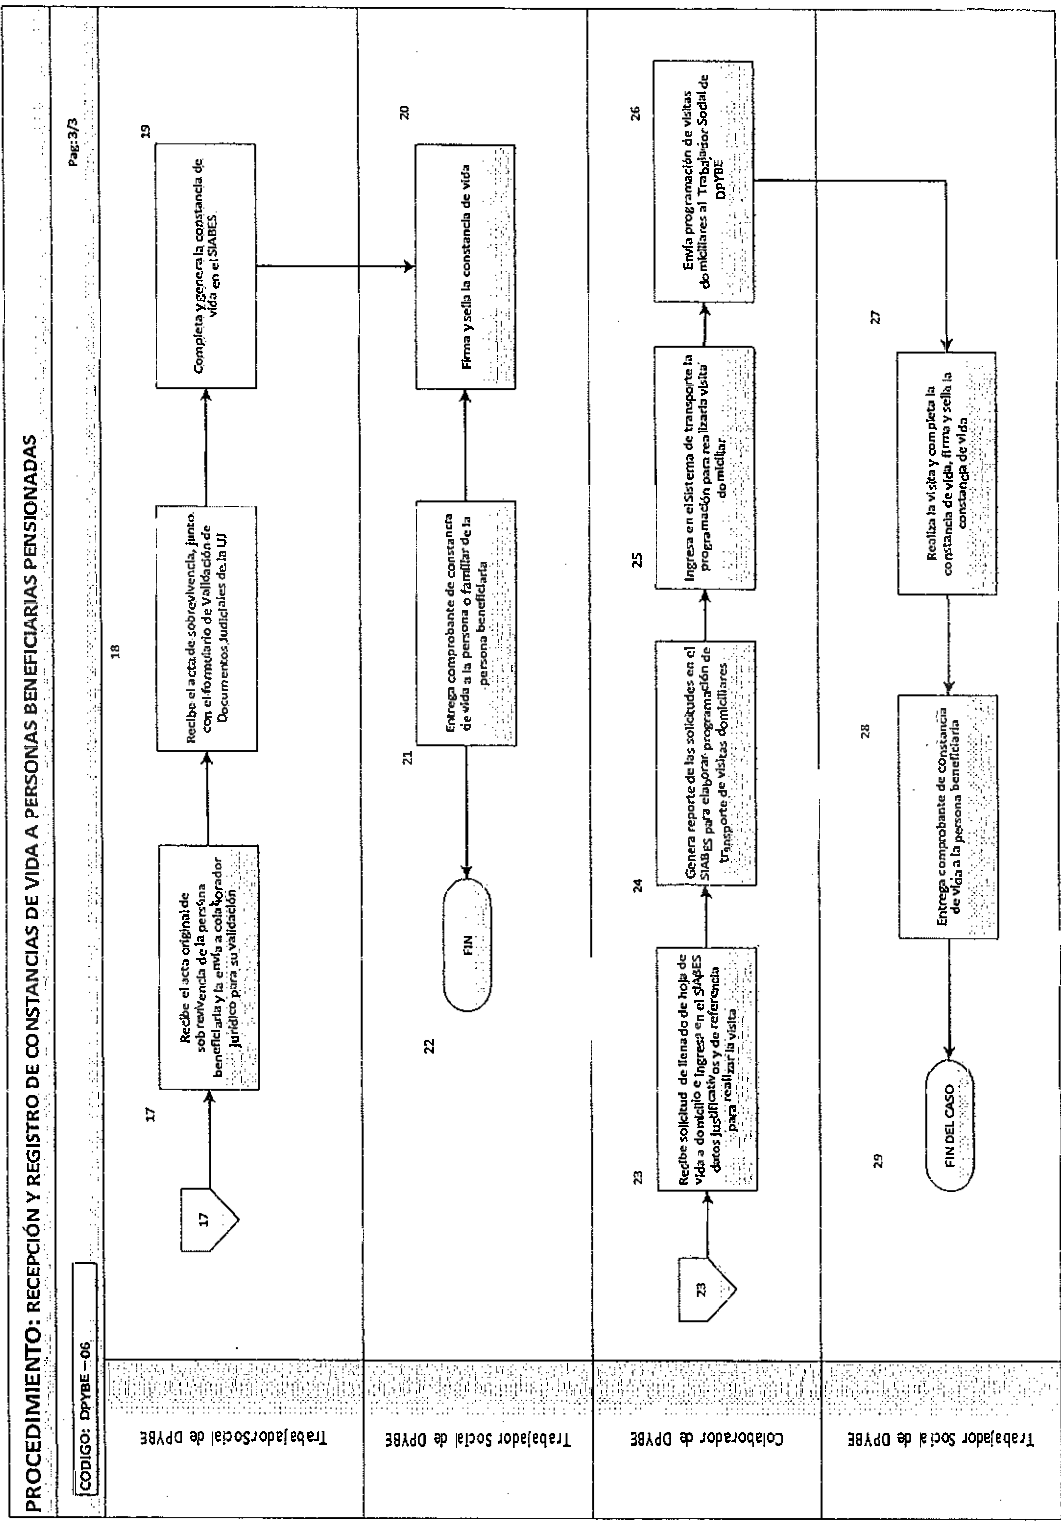 PROCEDIMIENTO: RECEPCIÓN Y REGISTRO DE CONSTANCIAS DE VIDA A PERSONAS BENEFICIARIAS PENSIONADAS
CODIGO: DPYBE – 06
Pag: 3/3
Trabajador Social de DPYBE
17
17
Recibe el acta original de
sobrevivencia de la persona
beneficiaria y la envía a colaborador
jurídico para su validación
18
Recibe el acta de sobrevivencia, junto
con el formulario de Validación de
Documentos Judiciales de la UJ
19
Completa y genera la constancia de
vida en el SIABES
Trabajador Social de DPYBE
20
Firma y sella la constancia de vida
21
Entrega comprobante de constancia
de vida a la persona o familiar de la
persona beneficiaria
22
FIN
Colaborador de DPYBE
23
23
Recibe solicitud de llenado de hoja de
vida a domicilio e ingresa en el SIABES
datos justificativos y de referencia
para realizar la visita
24
Genera reporte de las solicitudes en el
SIABES para elaborar programación de
transporte de visitas domiciliares
25
Ingresa en el Sistema de transporte la
programación para realizarla visita
domiciliar
26
Envía programación de visitas
domiciliares al Trabajador Social de
DPYBE
Trabajador Social de DPYBE
27
Realiza la visita y completa la
constancia de vida, firma y sella la
constancia de vida
28
Entrega comprobante de constancia
de vida a la persona beneficiaria
29
FIN DEL CASO